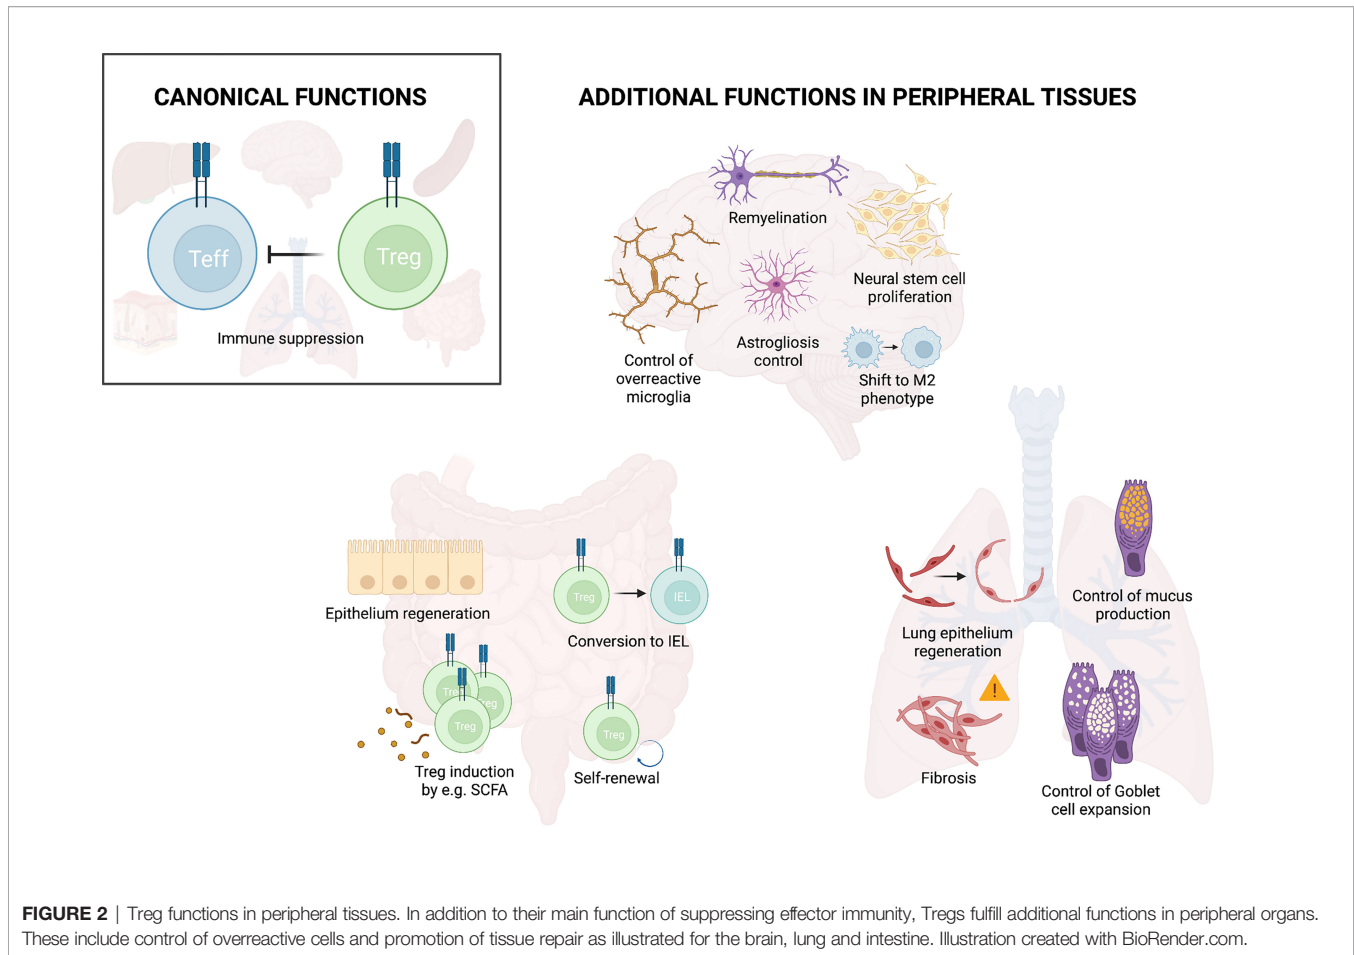 CANONICAL FUNCTIONS
Teff
Treg
Immune suppression
ADDITIONAL FUNCTIONS IN PERIPHERAL TISSUES
Remyelination
Neural stem cell
proliferation
Astrogliosis
control
Control of
overreactive
microglia
Shift to M2
phenotype
Epithelium regeneration
Treg
IEL
Conversion to IEL
Treg
Treg
Treg
Treg induction
by e.g. SCFA
Treg
Self-renewal
Lung epithelium
regeneration
Control of mucus
production
!
Fibrosis
Control of Goblet
cell expansion
FIGURE 2 | Treg functions in peripheral tissues. In addition to their main function of suppressing effector immunity, Tregs fulfill additional functions in peripheral organs.
These include control of overreactive cells and promotion of tissue repair as illustrated for the brain, lung and intestine. Illustration created with BioRender.com.